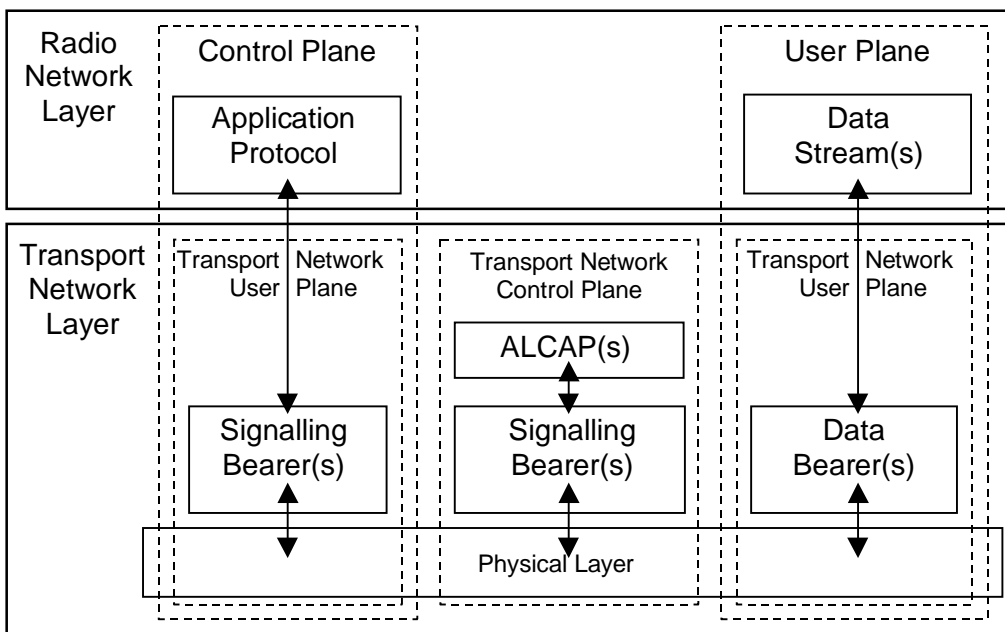 Radio
Network
Layer
Control Plane
Application
Protocol
User Plane
Data
Stream(s)
Transport
Network
Layer
Transport Network
User Plane
Signalling
Bearer(s)
Transport Network
Control Plane
ALCAP(s)
Signalling
Bearer(s)
Transport Network
User Plane
Data
Bearer(s)
Physical Layer